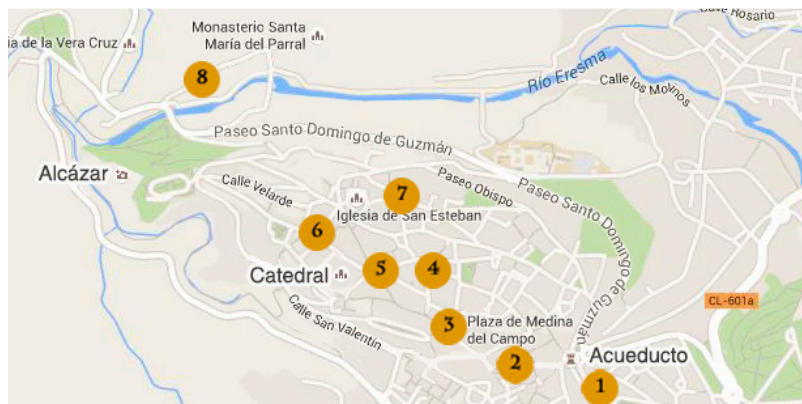 Monasterio Santa
María del Parral
ia de la Vera Cruz
8
Río Eresma
Calle los Molinos
Paseo Santo Domingo de Guzmán
Alcázar
Calle Velarde
7
Paseo Obispo
Paseo Santo Domingo de Guzmán
Iglesia de San Esteban
6
Catedral
5
4
CL-601a
Calle San Valentín
3
Plaza de Medina
del Campo
2
Acueducto
1